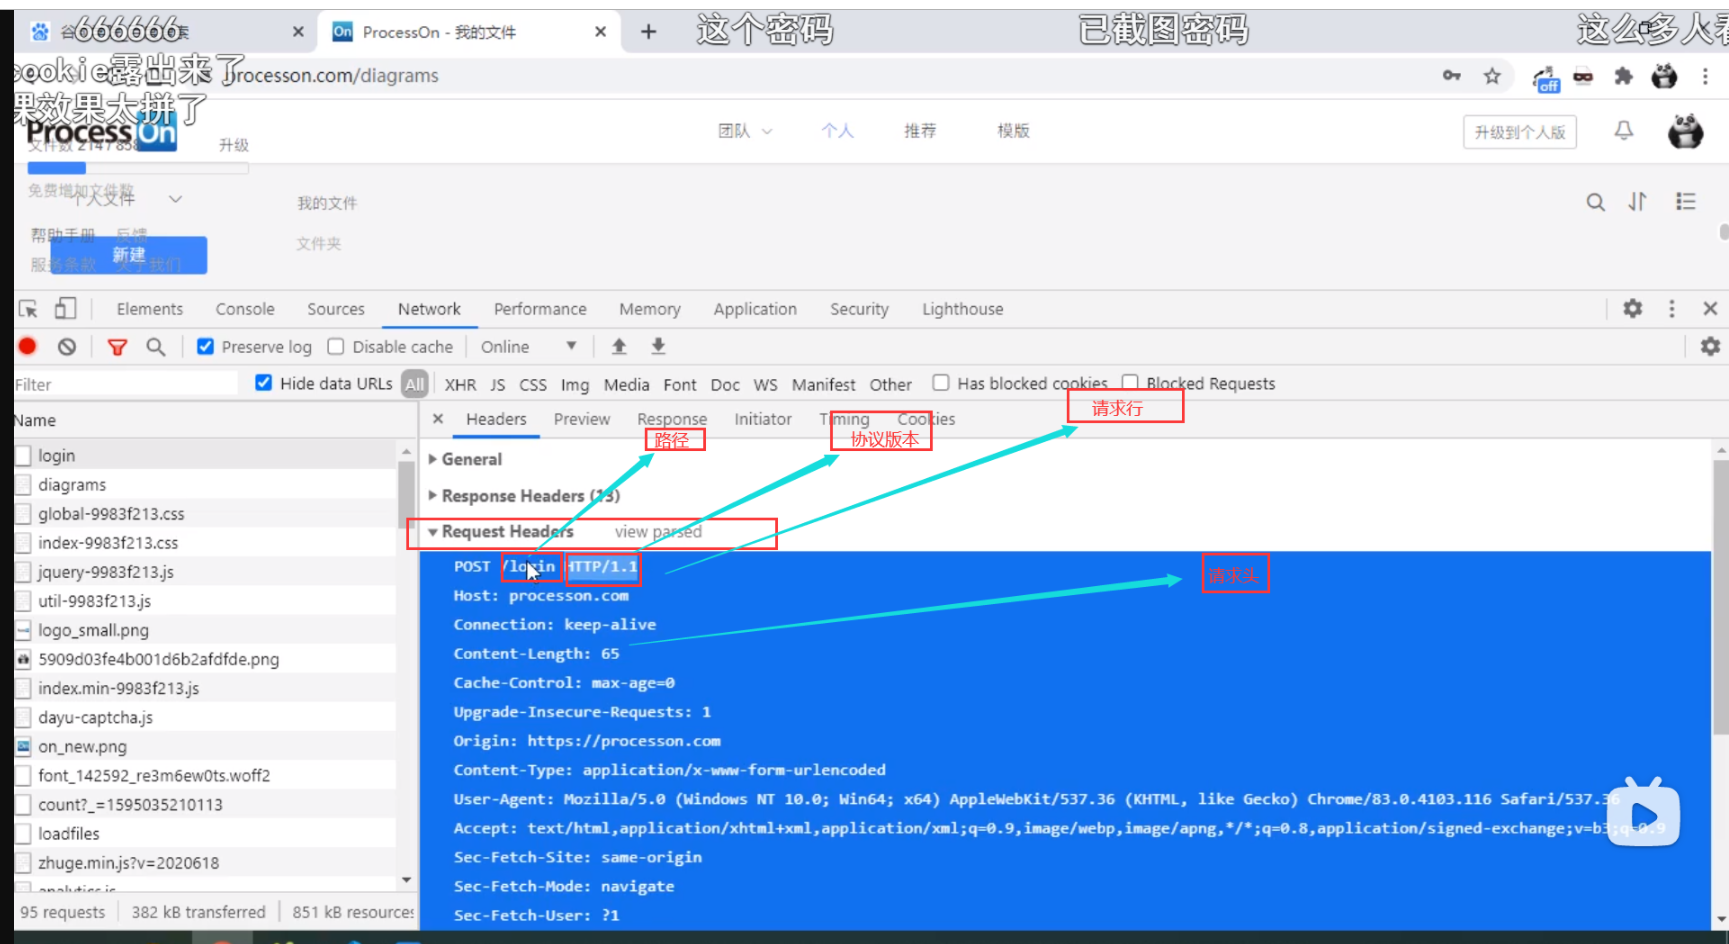 666666
这个密码
已截图密码
这么多人看
ProcessOn - 我的文件
cookie露出来了
processon.com/diagrams
off
果效果太拼了
ProcessOn
团队
个人
推荐
模版
升级到个人版
升级
免费增加文件数
个人文件
我的文件
帮助手册
反馈
文件夹
新建
服务条款
关于我们
Elements Console Sources Network Performance Memory Application Security Lighthouse
Preserve log Disable cache Online
Filter Hide data URLs All XHR JS CSS Img Media Font Doc WS Manifest Other Has blocked cookies Blocked Requests
请求行
Name
Headers Preview Response Initiator Timing Cookies
路径
协议版本
login
General
diagrams
Response Headers (13)
global-9983f213.css
Request Headers view parsed
index-9983f213.css
POST /login HTTP/1.1
jquery-9983f213.js
请求头
Host: processon.com
util-9983f213.js
Connection: keep-alive
logo_small.png
Content-Length: 65
5909d03fe4b001d6b2afdfde.png
Cache-Control: max-age=0
index.min-9983f213.js
Upgrade-Insecure-Requests: 1
dayu-captcha.js
Origin: https://processon.com
on_new.png
Content-Type: application/x-www-form-urlencoded
font_142592_re3m6ew0ts.woff2
User-Agent: Mozilla/5.0 (Windows NT 10.0; Win64; x64) AppleWebKit/537.36 (KHTML, like Gecko) Chrome/83.0.4103.116 Safari/537.36
count?_=1595035210113
Accept: text/html,application/xhtml+xml,application/xml;q=0.9,image/webp,image/apng,*/*;q=0.8,application/signed-exchange;v=b3;q=0.9
loadfiles
Sec-Fetch-Site: same-origin
zhuge.min.js?v=2020618
Sec-Fetch-Mode: navigate
analytics.js
95 requests 382 kB transferred 851 kB resources
Sec-Fetch-User: ?1